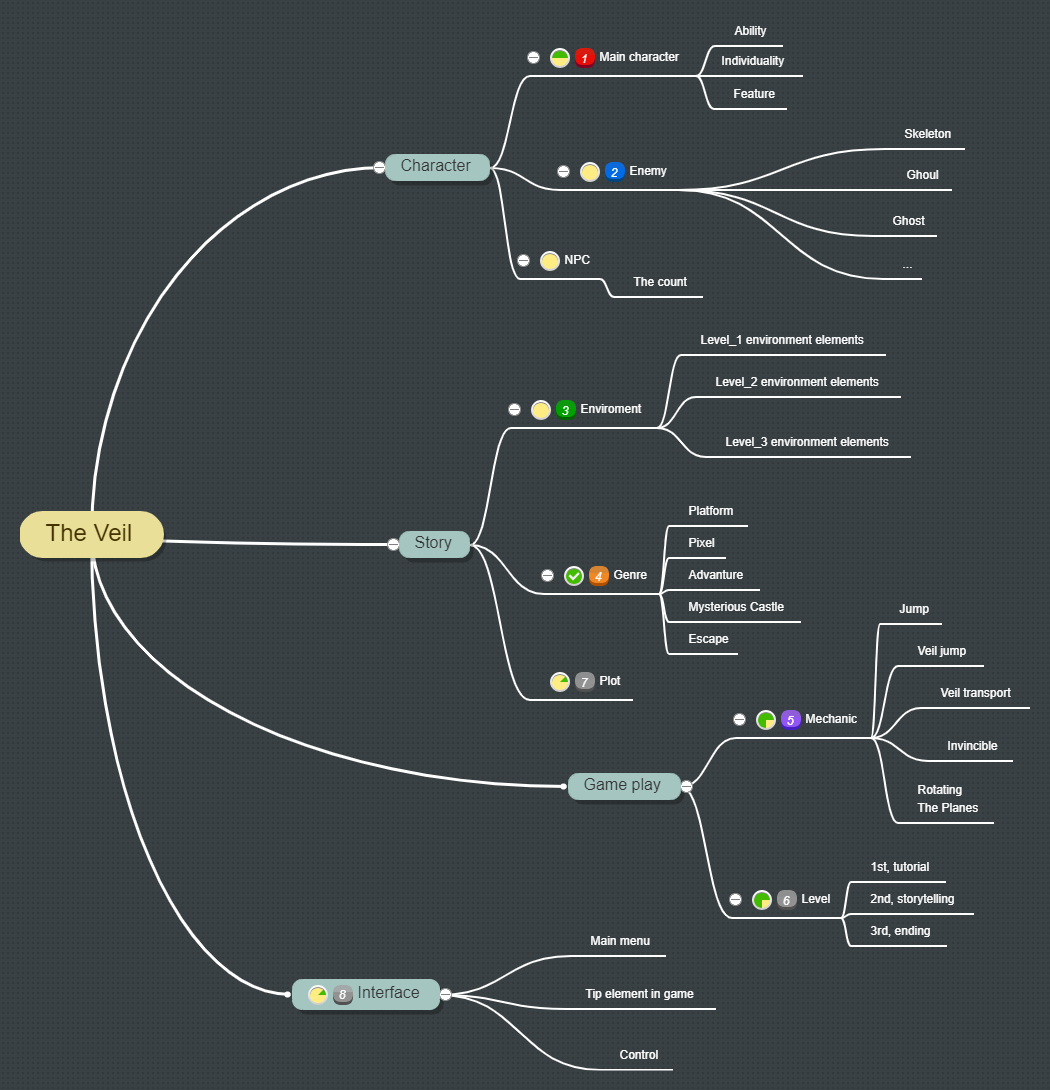 The Veil
Character
1 Main character
Ability
Individuality
Feature
2 Enemy
Skeleton
Ghoul
Ghost
...
NPC
The count
Story
3 Enviroment
Level_1 environment elements
Level_2 environment elements
Level_3 environment elements
4 Genre
Platform
Pixel
Advanture
Mysterious Castle
Escape
7 Plot
Game play
5 Mechanic
Jump
Veil jump
Veil transport
Invincible
Rotating
The Planes
6 Level
1st, tutorial
2nd, storytelling
3rd, ending
8 Interface
Main menu
Tip element in game
Control